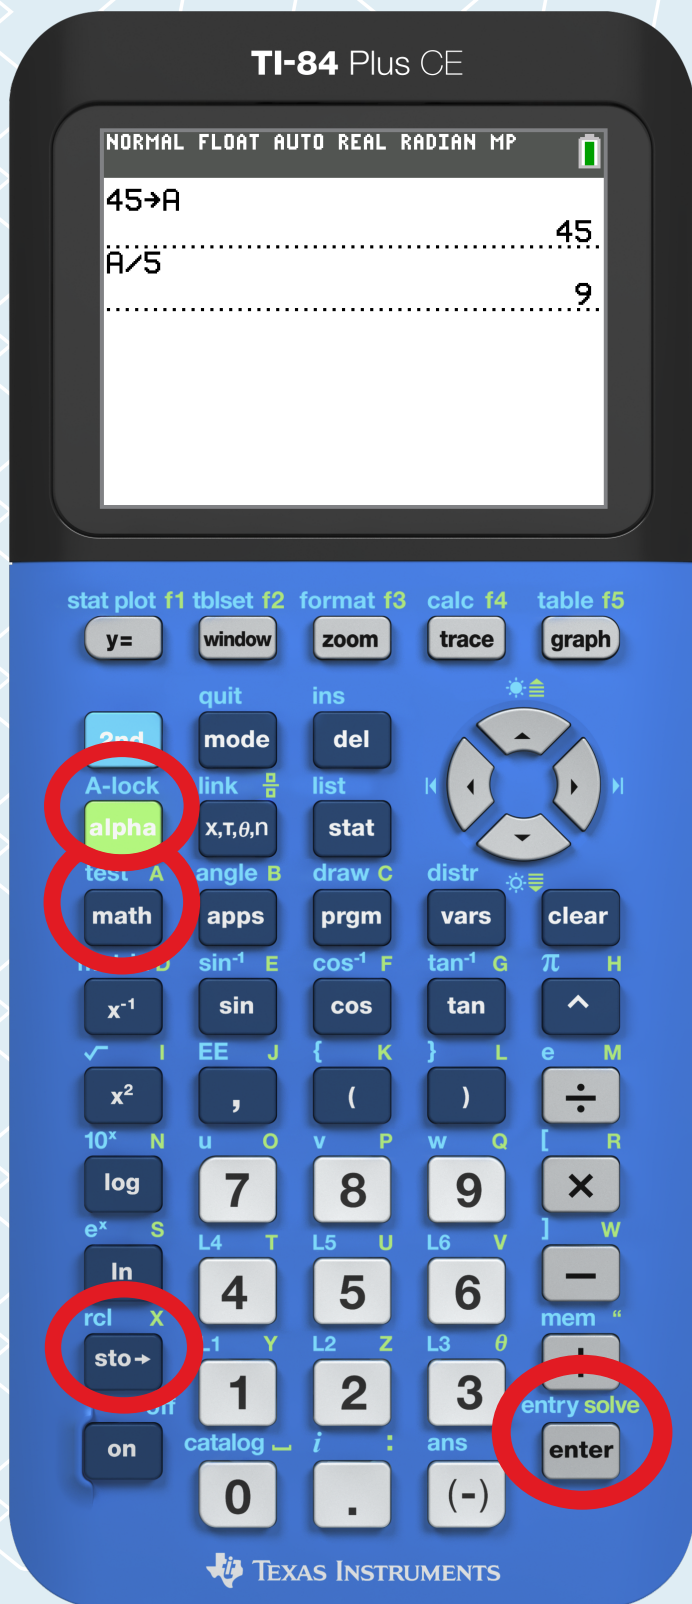 TI-84 Plus CE
NORMAL FLOAT AUTO REAL RADIAN MP
45→A
45
A/5
9
stat plot f1 tblset f2 format f3 calc f4 table f5
y= window zoom trace graph
quit ins
2nd mode del
A-lock link list
alpha X,T,θ,n stat
test A angle B draw C distr
math apps prgm vars clear
D sin⁻¹ E cos⁻¹ F tan⁻¹ G π H
x⁻¹ sin cos tan ^
√ I EE J { K } L e M
x² , ( ) ÷
10ˣ N u O v P w Q [ R
log 7 8 9 ×
eˣ S L4 T L5 U L6 V ] W
ln 4 5 6 −
rcl X L1 Y L2 Z L3 θ mem “
sto→ 1 2 3 +
off catalog ⎵ i : ans entry solve
on 0 . (-) enter
TEXAS INSTRUMENTS